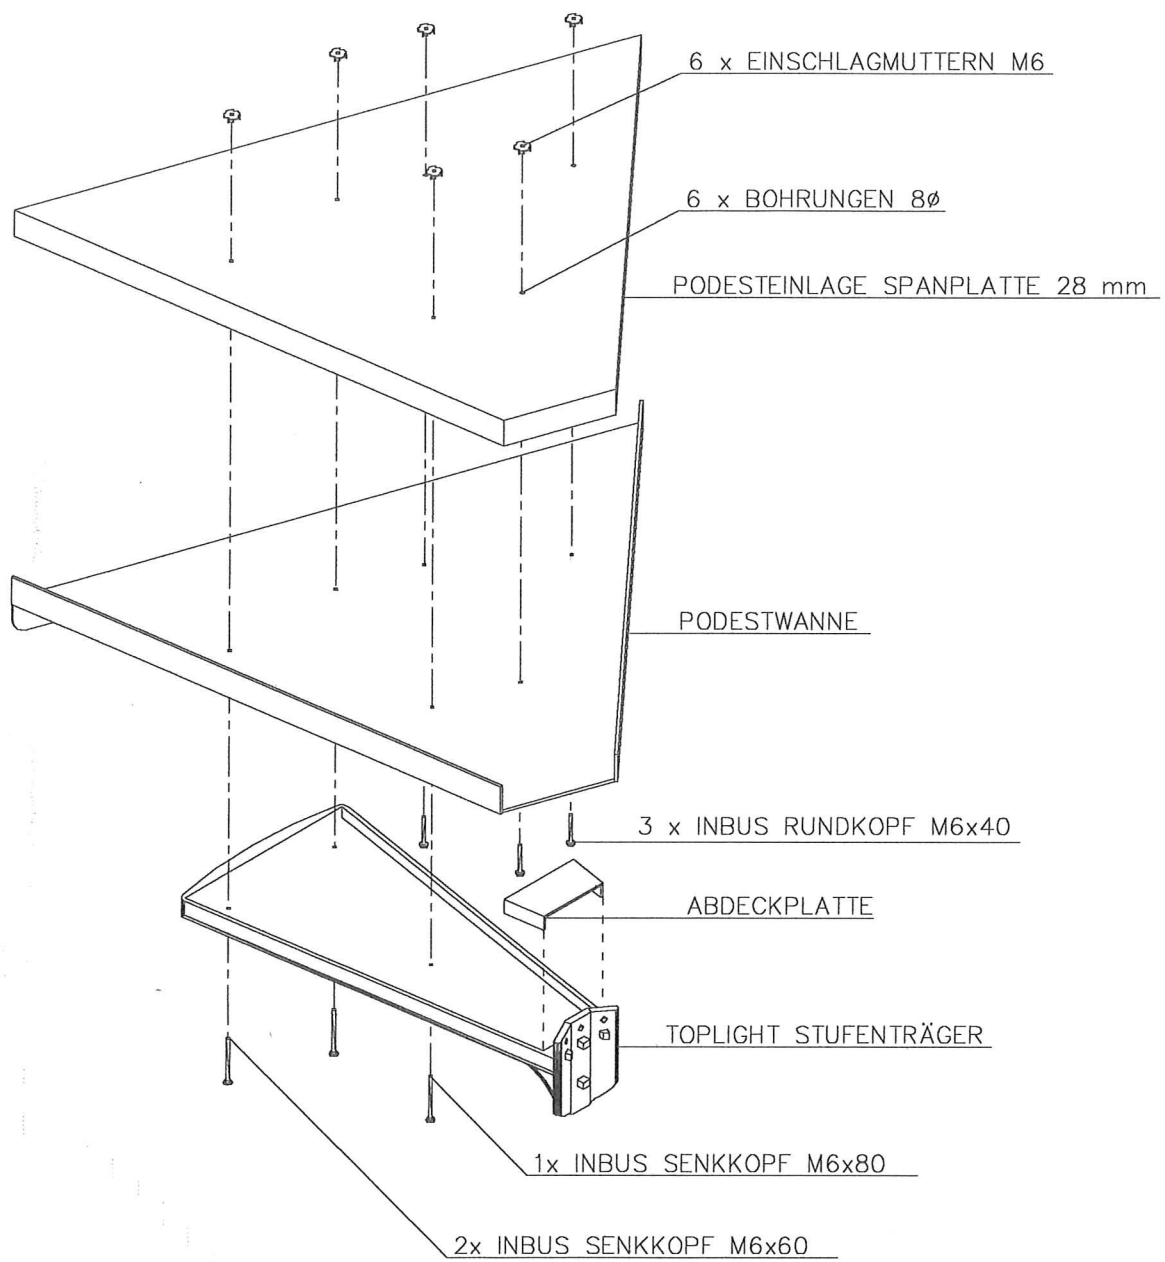 6 x EINSCHLAGMUTTERN M6
6 x BOHRUNGEN 8ø
PODESTEINLAGE SPANPLATTE 28 mm
PODESTWANNE
3 x INBUS RUNDKOPF M6x40
ABDECKPLATTE
TOPLIGHT STUFENTRÄGER
1x INBUS SENKKOPF M6x80
2x INBUS SENKKOPF M6x60